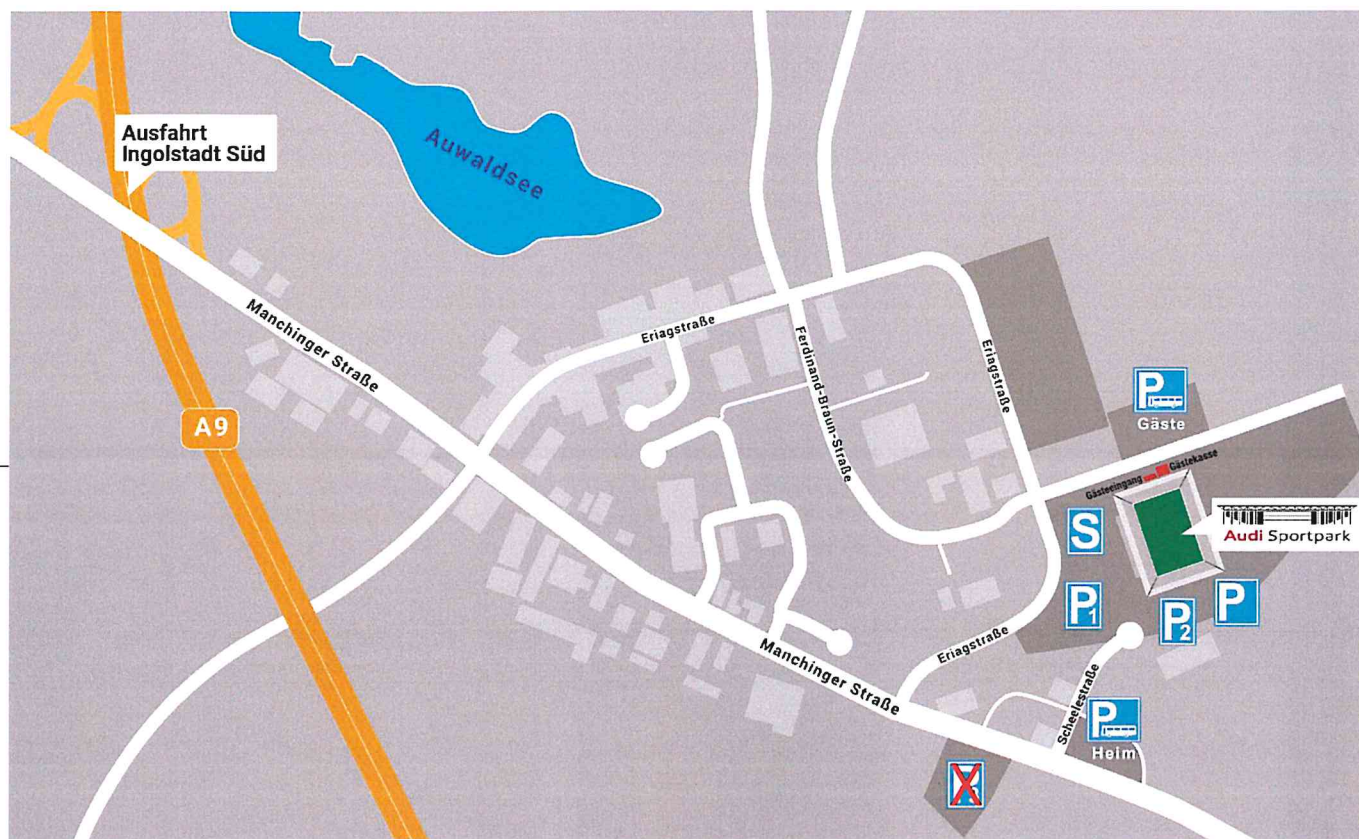 Ausfahrt
Ingolstadt Süd
Auwaldsee
Manchinger Straße
Eriagstraße
Ferdinand-Braun-Straße
Eriagstraße
A9
P
Gäste
Gästeeingang
Gästekasse
S
Audi Sportpark
P1
P2
P
Eriagstraße
Manchinger Straße
Scheelestraße
P
Heim